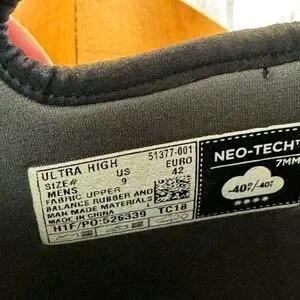 ULTRA HIGH 51377-001
SIZE# US EURO
MENS 9 42
FABRIC UPPER
BALANCE RUBBER AND
MAN MADE MATERIALS
MADE IN CHINA
H1F/PO:526339 TC18
NEO-TECH
7MM
-40°/-40°